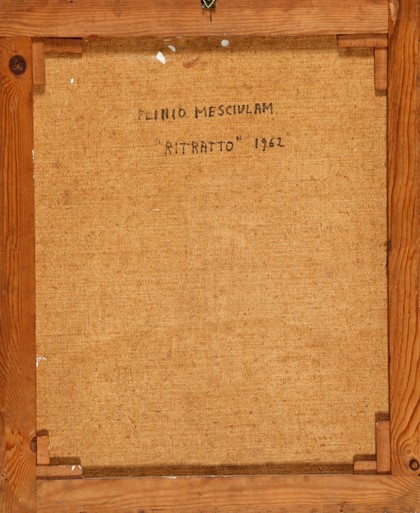 PLINIO MESCIULAM
"RITRATTO" 1962